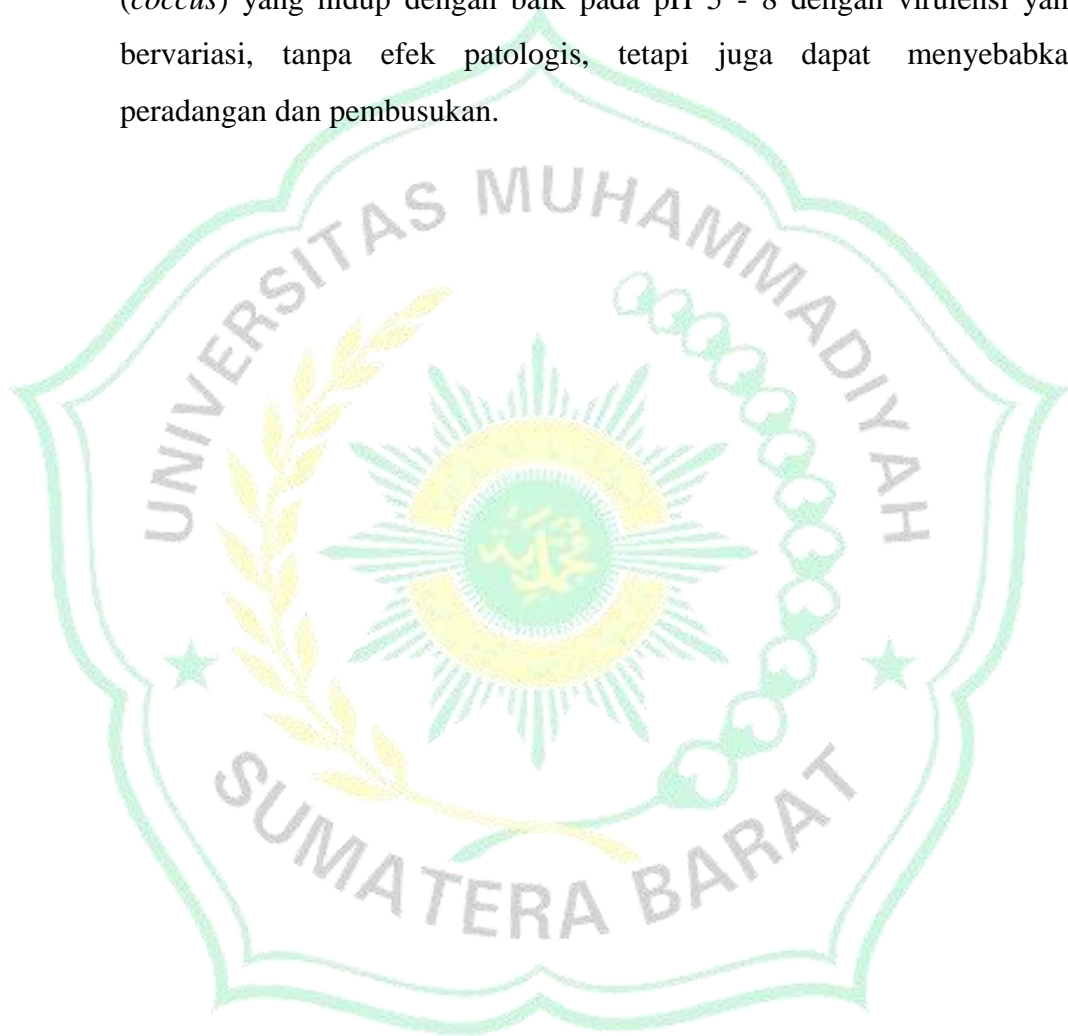 (coccus) yang hidup dengan baik pada pH 5 - 8 dengan virulensi yan
bervariasi, tanpa efek patologis, tetapi juga dapat menyebabka
peradangan dan pembusukan.
UNIVERSITAS MUHAMMADIYAH
SUMATERA BARAT